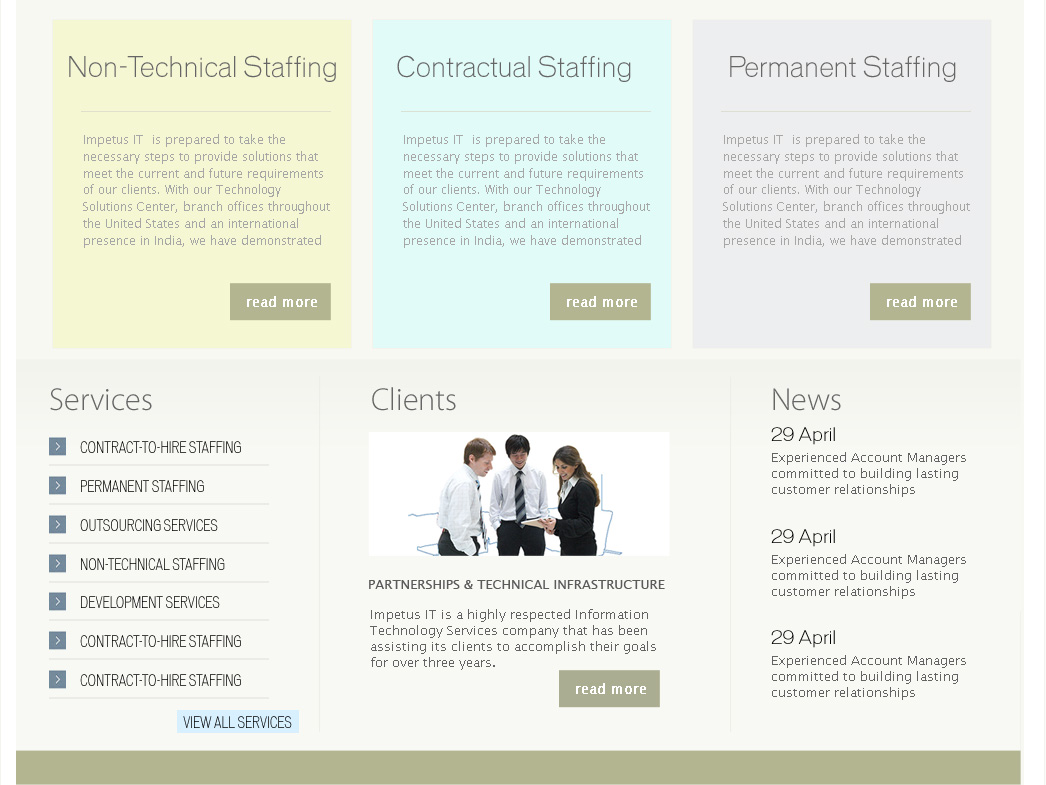 Non-Technical Staffing
Impetus IT  is prepared to take the
necessary steps to provide solutions that
meet the current and future requirements
of our clients. With our Technology
Solutions Center, branch offices throughout
the United States and an international
presence in India, we have demonstrated
read more
Contractual Staffing
Impetus IT  is prepared to take the
necessary steps to provide solutions that
meet the current and future requirements
of our clients. With our Technology
Solutions Center, branch offices throughout
the United States and an international
presence in India, we have demonstrated
read more
Permanent Staffing
Impetus IT  is prepared to take the
necessary steps to provide solutions that
meet the current and future requirements
of our clients. With our Technology
Solutions Center, branch offices throughout
the United States and an international
presence in India, we have demonstrated
read more
Services
CONTRACT-TO-HIRE STAFFING
PERMANENT STAFFING
OUTSOURCING SERVICES
NON-TECHNICAL STAFFING
DEVELOPMENT SERVICES
CONTRACT-TO-HIRE STAFFING
CONTRACT-TO-HIRE STAFFING
VIEW ALL SERVICES
Clients
PARTNERSHIPS & TECHNICAL INFRASTRUCTURE
Impetus IT is a highly respected Information
Technology Services company that has been
assisting its clients to accomplish their goals
for over three years.
read more
News
29 April
Experienced Account Managers
committed to building lasting
customer relationships
29 April
Experienced Account Managers
committed to building lasting
customer relationships
29 April
Experienced Account Managers
committed to building lasting
customer relationships